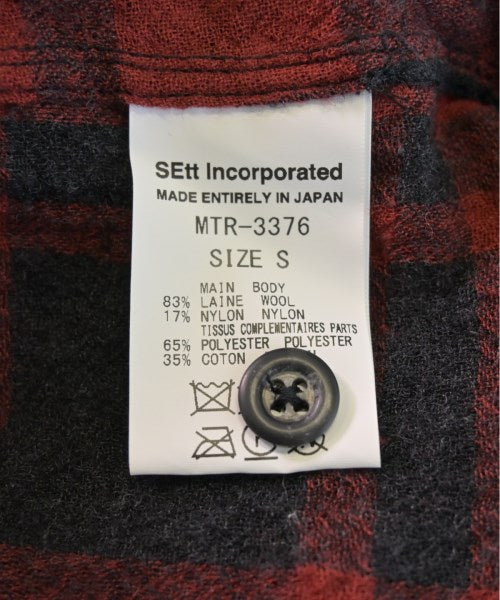 SEtt Incorporated
MADE ENTIRELY IN JAPAN
MTR-3376
SIZE S
MAIN BODY
83% LAINE WOOL
17% NYLON NYLON
TISSUS COMPLEMENTAIRES PARTS
65% POLYESTER POLYESTER
35% COTON